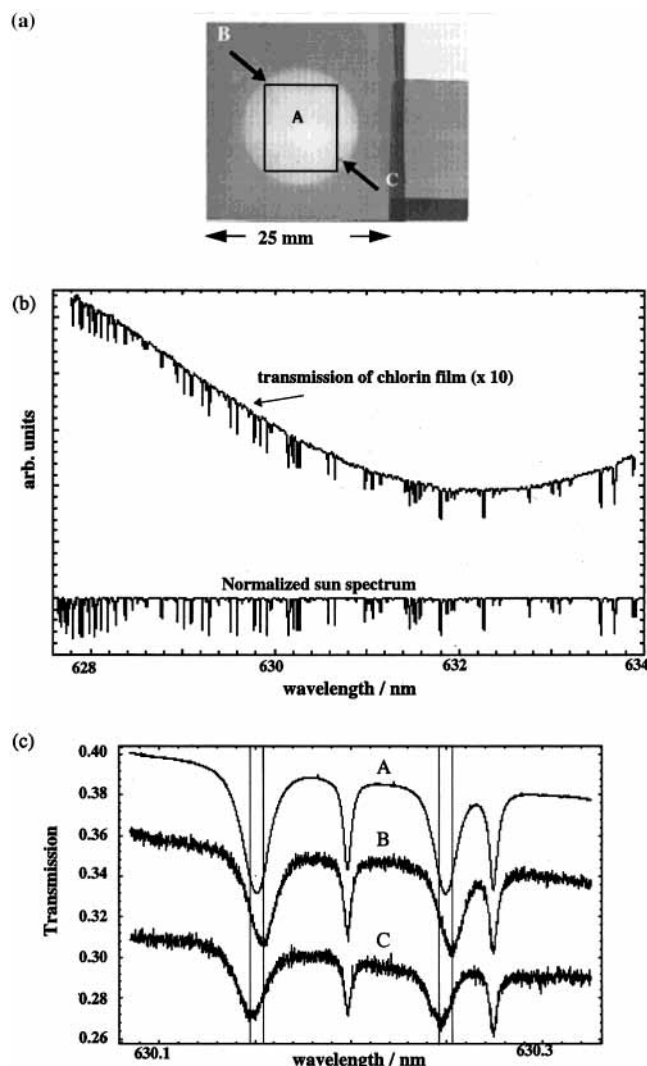 (a)
B
A
C
25 mm
(b)
transmission of chlorin film (x 10)
arb. units
Normalized sun spectrum
628
630
632
634
wavelength / nm
(c)
0.40
A
0.38
0.36
B
0.34
Transmission
0.32
0.30
C
0.28
0.26
630.1
630.3
wavelength / nm